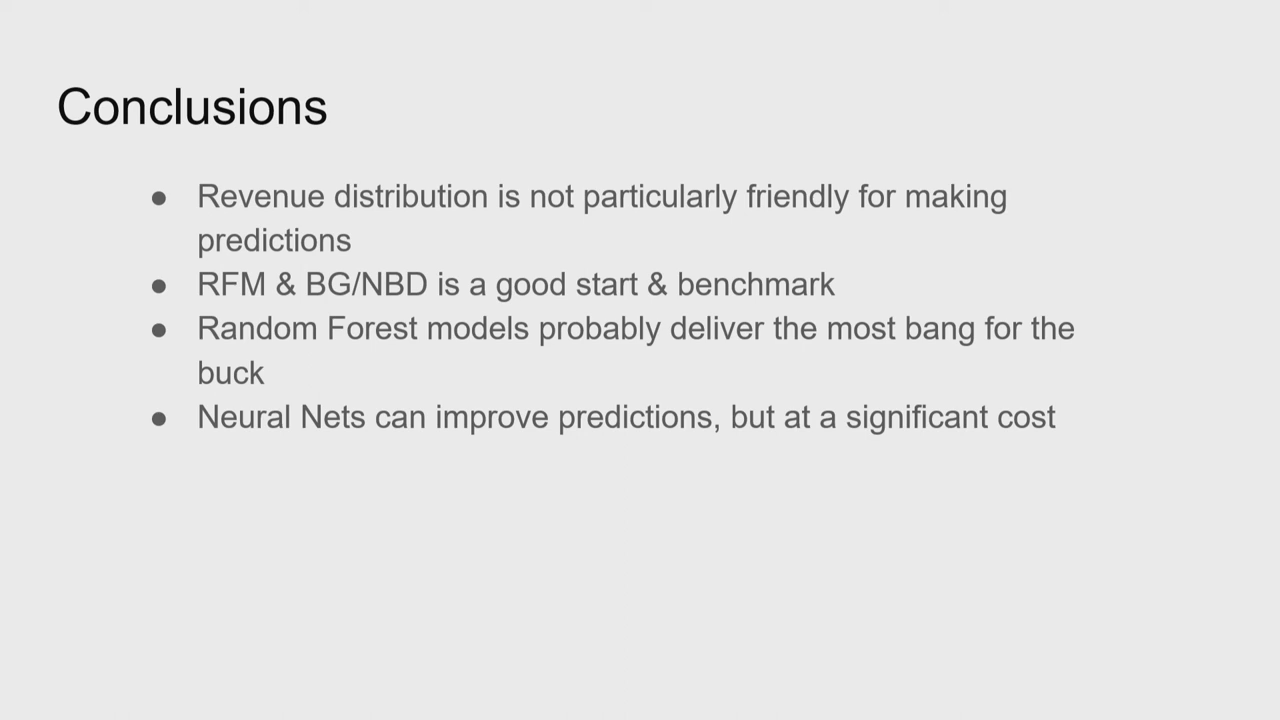 Conclusions
● Revenue distribution is not particularly friendly for making
predictions
● RFM & BG/NBD is a good start & benchmark
● Random Forest models probably deliver the most bang for the
buck
● Neural Nets can improve predictions, but at a significant cost